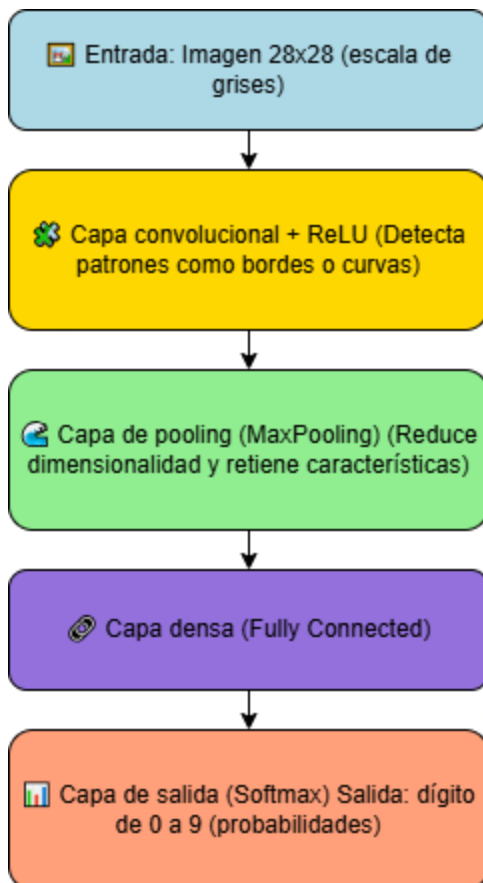 Entrada: Imagen 28x28 (escala de
grises)
Capa convolucional + ReLU (Detecta
patrones como bordes o curvas)
Capa de pooling (MaxPooling) (Reduce
dimensionalidad y retiene características)
Capa densa (Fully Connected)
Capa de salida (Softmax) Salida: dígito
de 0 a 9 (probabilidades)